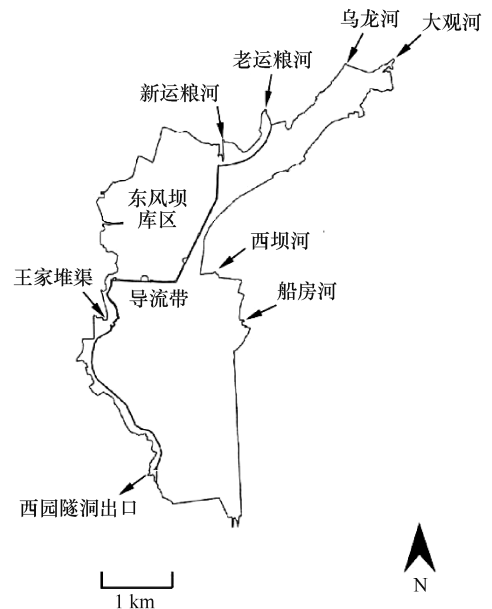 乌龙河
大观河
老运粮河
新运粮河
东风坝
库区
西坝河
王家堆渠
导流带
船房河
西园隧洞出口
N
1 km